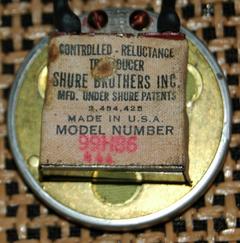 CONTROLLED - RELUCTANCE
TRANSDUCER
SHURE BROTHERS INC.
MFD. UNDER SHURE PATENTS
2,454,425
MADE IN U.S.A.
MODEL NUMBER
99H86